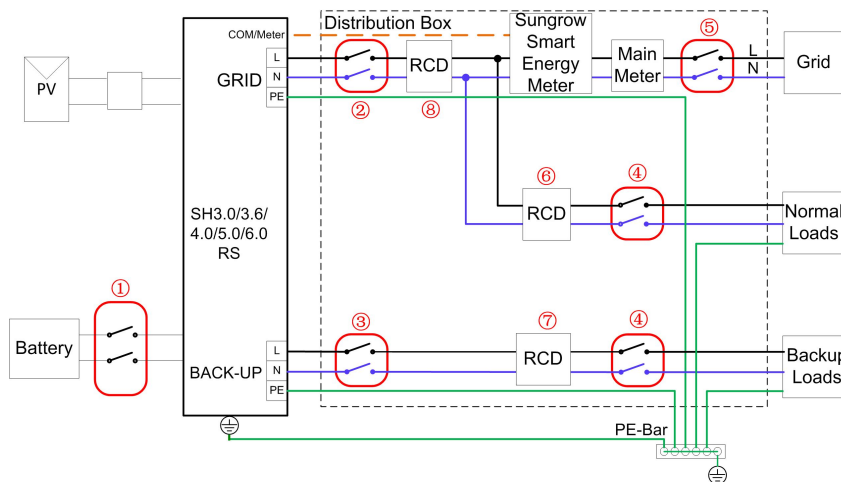 Distribution Box
COM/Meter
Sungrow
Smart
Energy
Meter
⑤
L
N
PE
GRID
②
RCD
⑧
Main
Meter
L
N
Grid
PV
⑥
RCD
④
Normal
Loads
SH3.0/3.6/
4.0/5.0/6.0
RS
①
Battery
③
⑦
RCD
④
Backup
Loads
L
N
PE
BACK-UP
PE-Bar